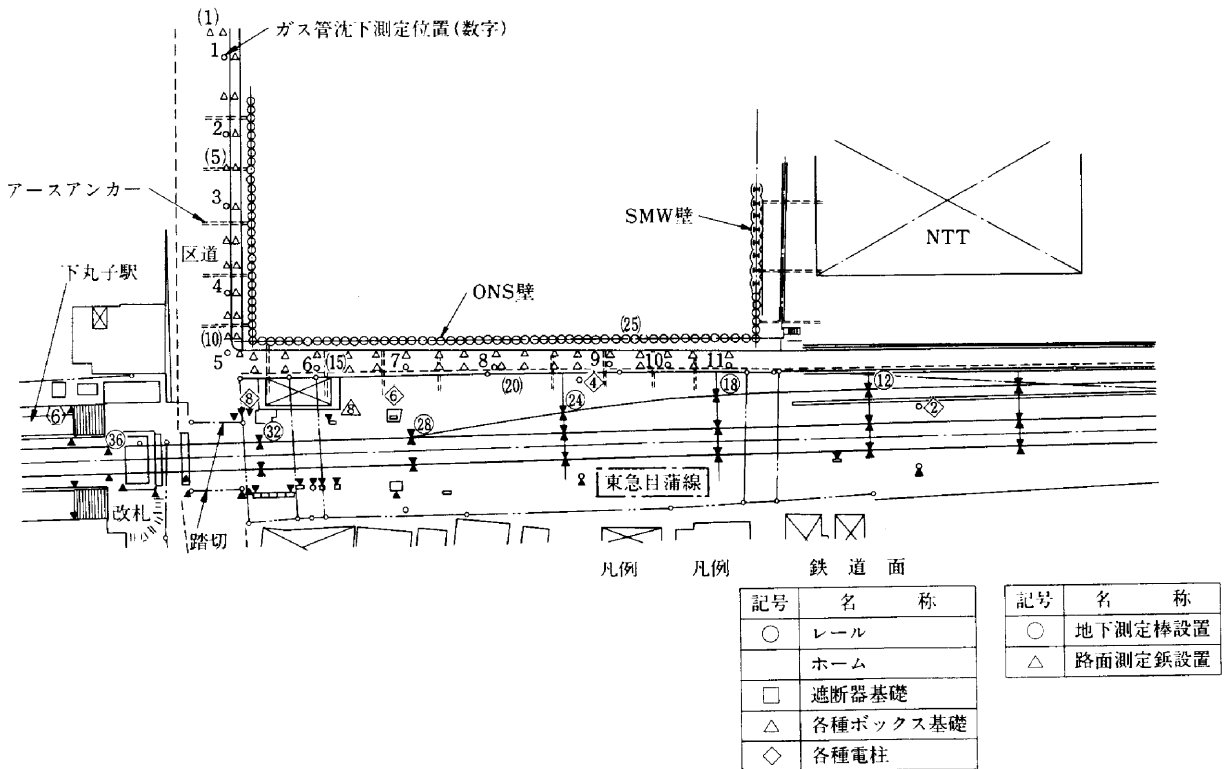 (1)
ガス管沈下測定位置(数字)
1
2
(5)
アースアンカー
3
SMW壁
NTT
区道
下丸子駅
4
ONS壁
(10)
(25)
5
6
(15)
7
8
9
10
11
(20)
④
⑱
⑫
8
8
6
㉔
2
⑥
㊱
㉜
㉘
東急目蒲線
改札
踏切
凡例
凡例
鉄道面
記号 名称
○ レール
ホーム
□ 遮断器基礎
△ 各種ボックス基礎
◇ 各種電柱
記号 名称
○ 地下測定棒設置
△ 路面測定鋲設置